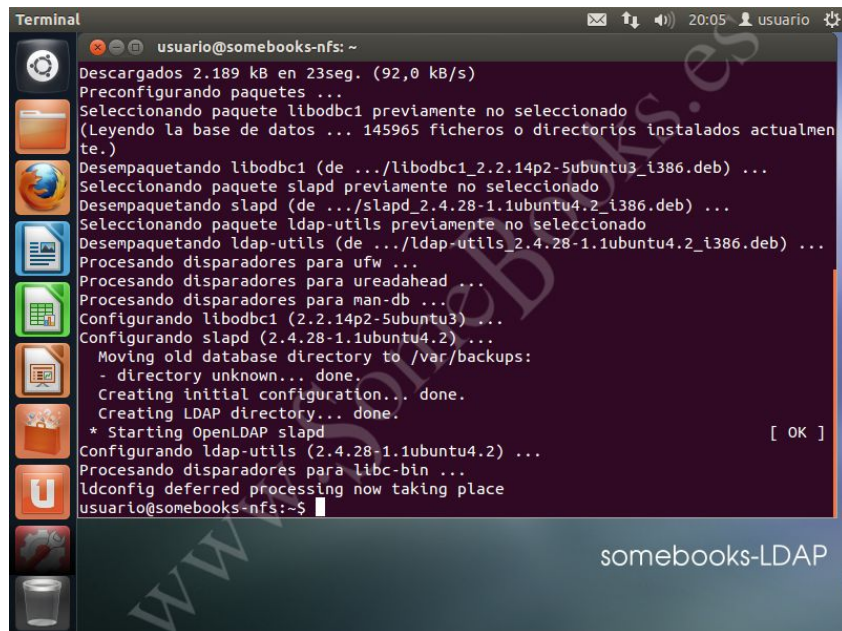 Terminal
20:05 usuario
usuario@somebooks-nfs: ~
Descargados 2.189 kB en 23seg. (92,0 kB/s)
Preconfigurando paquetes ...
Seleccionando paquete libodbc1 previamente no seleccionado
(Leyendo la base de datos ... 145965 ficheros o directorios instalados actualmen
te.)
Desempaquetando libodbc1 (de .../libodbc1_2.2.14p2-5ubuntu3_i386.deb) ...
Seleccionando paquete slapd previamente no seleccionado
Desempaquetando slapd (de .../slapd_2.4.28-1.1ubuntu4.2_i386.deb) ...
Seleccionando paquete ldap-utils previamente no seleccionado
Desempaquetando ldap-utils (de .../ldap-utils_2.4.28-1.1ubuntu4.2_i386.deb) ...
Procesando disparadores para ufw ...
Procesando disparadores para ureadahead ...
Procesando disparadores para man-db ...
Configurando libodbc1 (2.2.14p2-5ubuntu3) ...
Configurando slapd (2.4.28-1.1ubuntu4.2) ...
  Moving old database directory to /var/backups:
  - directory unknown... done.
  Creating initial configuration... done.
  Creating LDAP directory... done.
 * Starting OpenLDAP slapd [ OK ]
Configurando ldap-utils (2.4.28-1.1ubuntu4.2) ...
Procesando disparadores para libc-bin ...
ldconfig deferred processing now taking place
usuario@somebooks-nfs:~$
somebooks-LDAP
www.SomeBooks.es